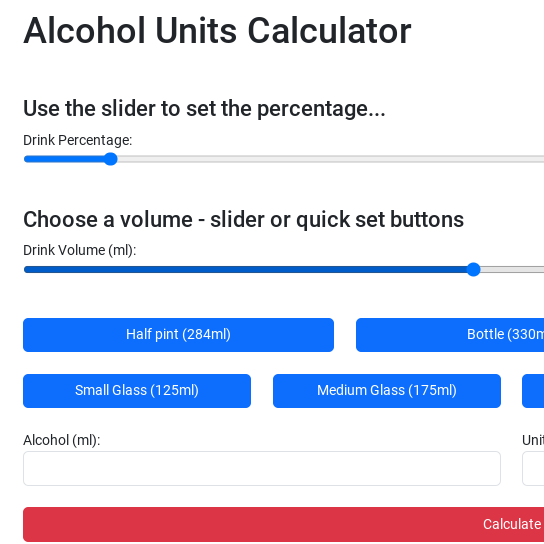 Alcohol Units Calculator
Use the slider to set the percentage...
Drink Percentage:
Choose a volume - slider or quick set buttons
Drink Volume (ml):
Half pint (284ml) Bottle (330m
Small Glass (125ml) Medium Glass (175ml)
Alcohol (ml): Unit
Calculate